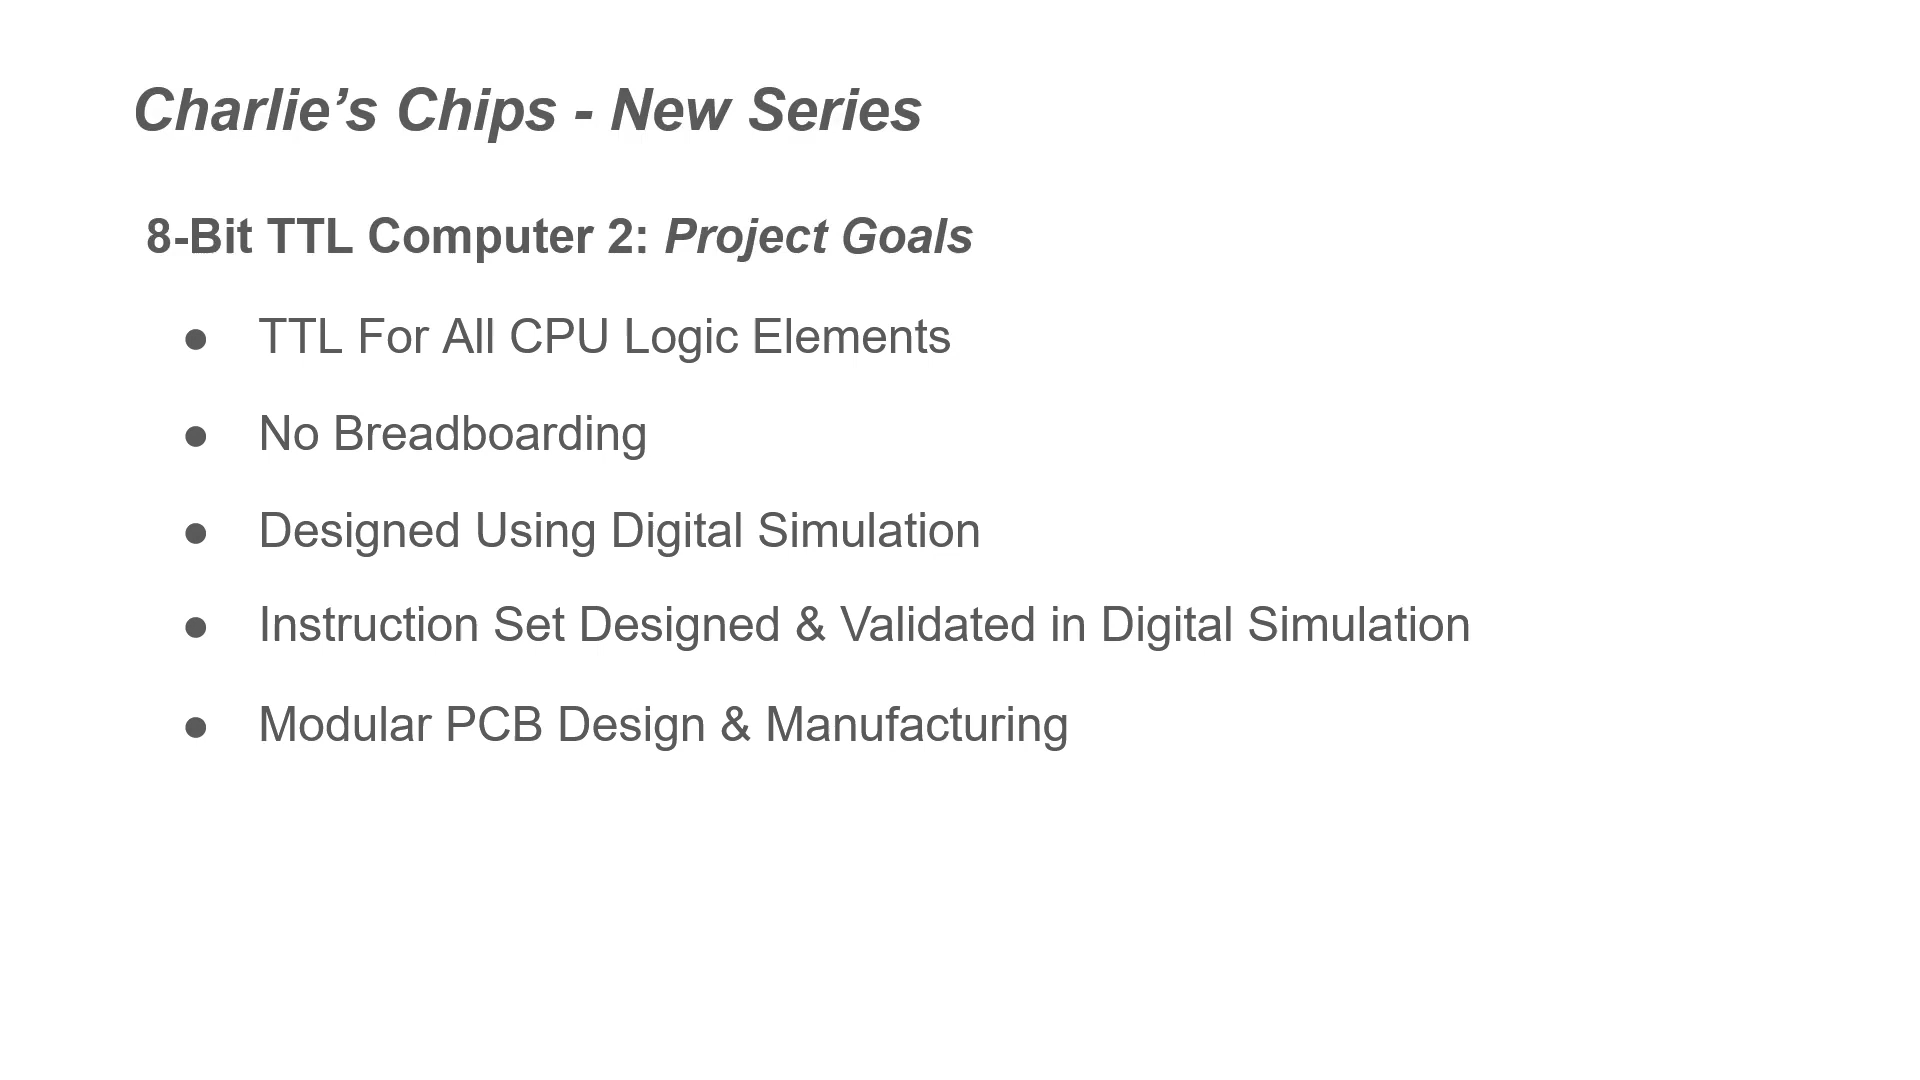 Charlie’s Chips - New Series
8-Bit TTL Computer 2: Project Goals
● TTL For All CPU Logic Elements
● No Breadboarding
● Designed Using Digital Simulation
● Instruction Set Designed & Validated in Digital Simulation
● Modular PCB Design & Manufacturing